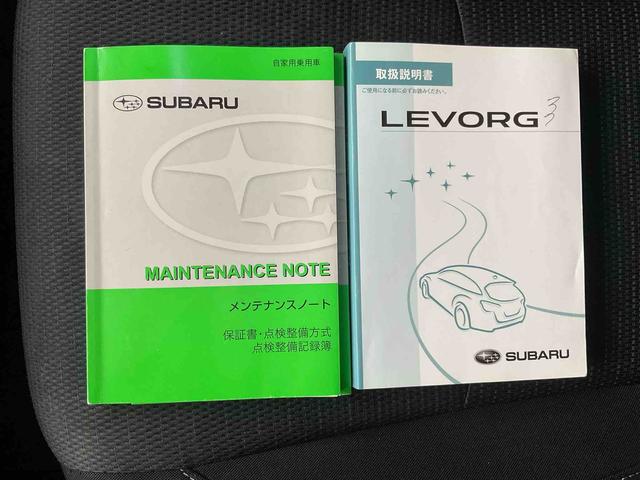 自家用乗用車
SUBARU
MAINTENANCE NOTE
メンテナンスノート
保証書・点検整備方式
点検整備記録簿
取扱説明書
ご使用になる前に必ずお読みください。
LEVORG
SUBARU